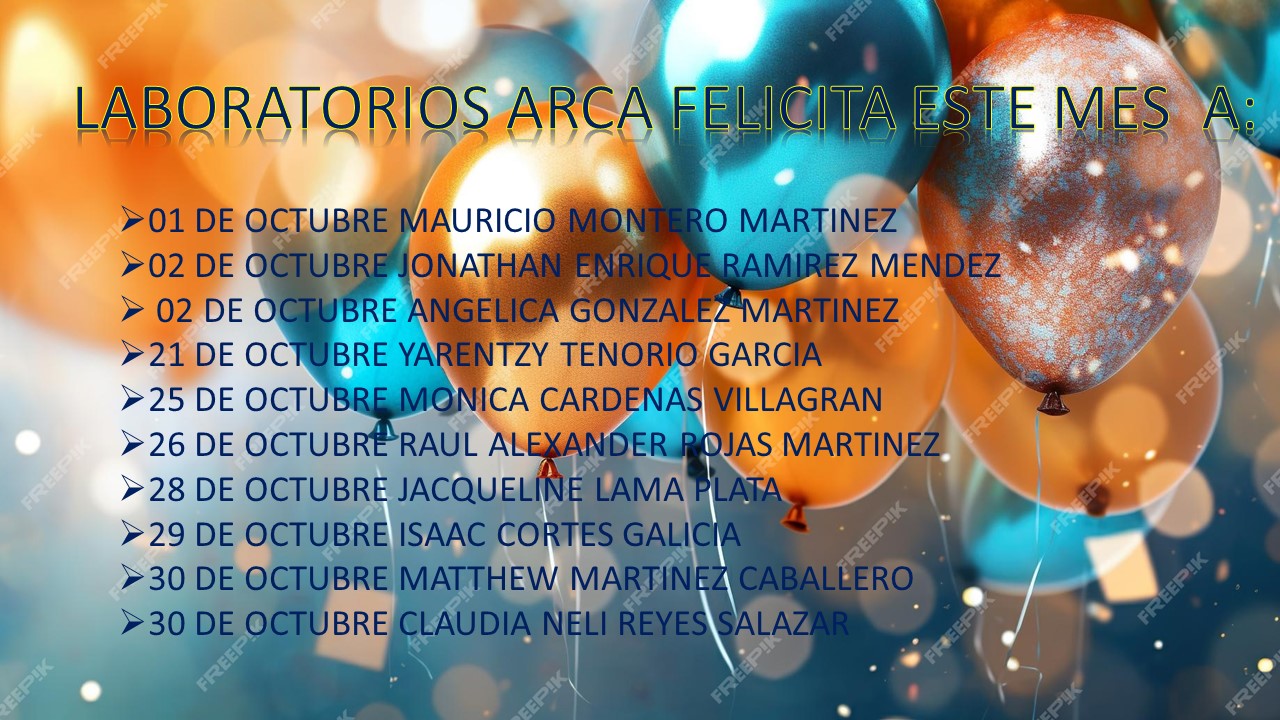 LABORATORIOS ARCA FELICITA ESTE MES A:
➢01 DE OCTUBRE MAURICIO MONTERO MARTINEZ
➢02 DE OCTUBRE JONATHAN ENRIQUE RAMIREZ MENDEZ
➢ 02 DE OCTUBRE ANGELICA GONZALEZ MARTINEZ
➢21 DE OCTUBRE YARENTZY TENORIO GARCIA
➢25 DE OCTUBRE MONICA CARDENAS VILLAGRAN
➢26 DE OCTUBRE RAUL ALEXANDER ROJAS MARTINEZ
➢28 DE OCTUBRE JACQUELINE LAMA PLATA
➢29 DE OCTUBRE ISAAC CORTES GALICIA
➢30 DE OCTUBRE MATTHEW MARTINEZ CABALLERO
➢30 DE OCTUBRE CLAUDIA NELI REYES SALAZAR
FREEPIK